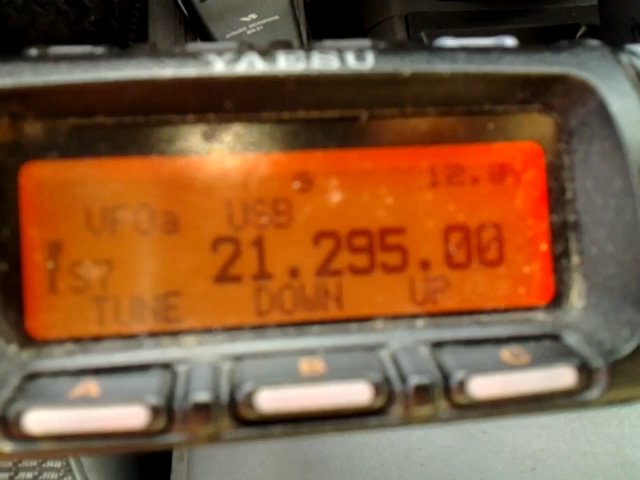 YAESU
12.0V
VFOa USB
21.295.00
S7
TUNE DOWN UP
A B C